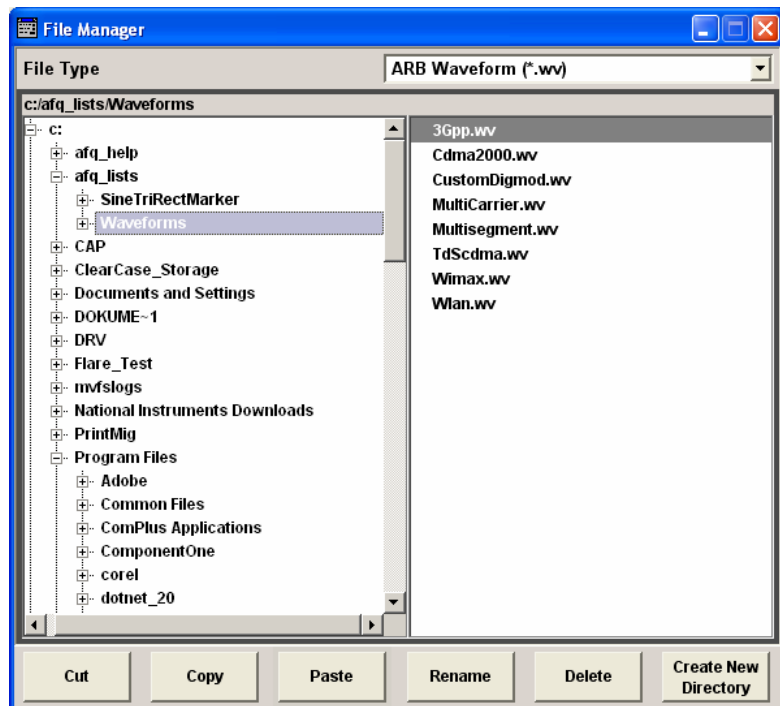 File Manager
File Type
ARB Waveform (*.wv)
c:/afq_lists/Waveforms
c:
afq_help
afq_lists
SineTriRectMarker
Waveforms
CAP
ClearCase_Storage
Documents and Settings
DOKUME~1
DRV
Flare_Test
mvfslogs
National Instruments Downloads
PrintMig
Program Files
Adobe
Common Files
ComPlus Applications
ComponentOne
corel
dotnet_20
3Gpp.wv
Cdma2000.wv
CustomDigmod.wv
MultiCarrier.wv
Multisegment.wv
TdScdma.wv
Wimax.wv
Wlan.wv
Cut
Copy
Paste
Rename
Delete
Create New
Directory